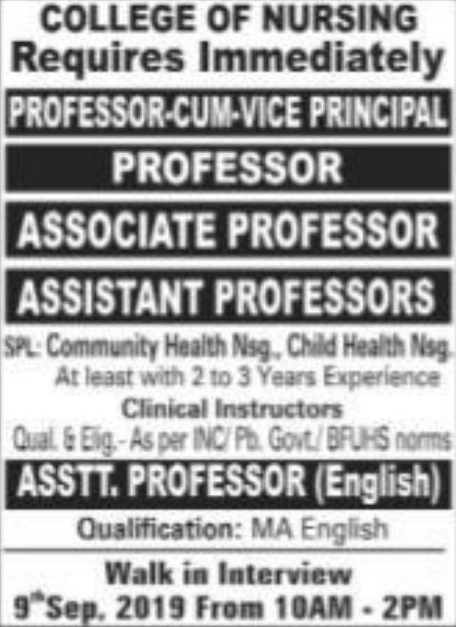 COLLEGE OF NURSING
Requires Immediately
PROFESSOR-CUM-VICE PRINCIPAL
PROFESSOR
ASSOCIATE PROFESSOR
ASSISTANT PROFESSORS
SPL: Community Health Nsg., Child Health Nsg.
At least with 2 to 3 Years Experience
Clinical Instructors
Qual. & Elig.- As per INC/ Pb. Govt./ BFUHS norms
ASSTT. PROFESSOR (English)
Qualification: MA English
Walk in Interview
9th Sep, 2019 From 10AM - 2PM